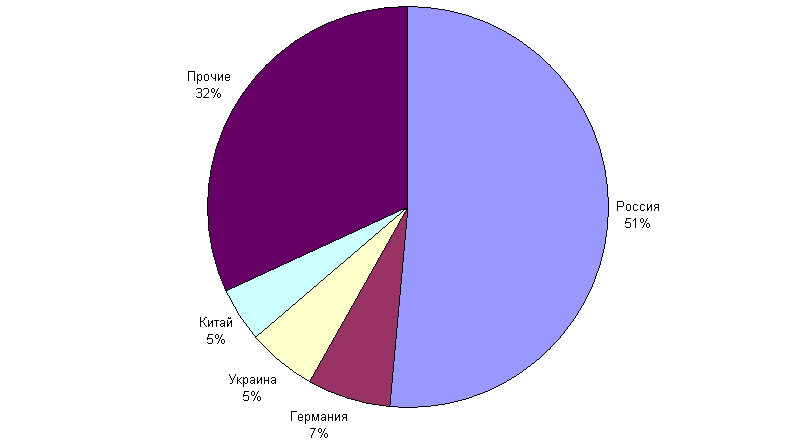 Прочие
32%
Россия
51%
Китай
5%
Украина
5%
Германия
7%